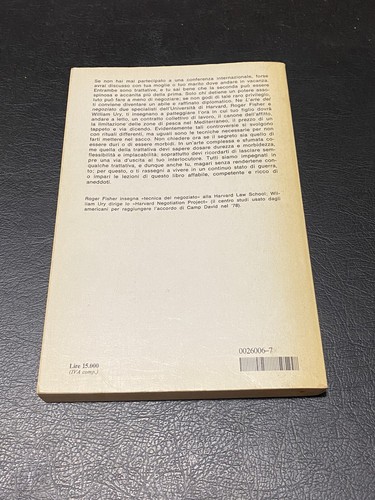 Se non hai mai partecipato a una conferenza internazionale, forse
avrai discusso con tua moglie o tuo marito dove andare in vacanza.
Entrambe sono trattative, e tu sai bene che la seconda può essere
spinosa e accanita più della prima. Solo chi detiene un potere asso-
luto può fare a meno di negoziare; se non godi di tale raro privilegio,
ti conviene diventare un abile e raffinato diplomatico. Ne L'arte del
negoziato due specialisti dell'Università di Harvard, Roger Fisher e
William Ury, ti insegnano a patteggiare l'ora in cui tuo figlio dovrà
andare a letto, un contratto collettivo di lavoro, il canone dell'affitto,
la limitazione delle zone di pesca nel Mediterraneo, il prezzo di un
tappeto e via dicendo. Evidentemente tali controversie si svolgono
con rituali differenti, ma uguali sono le tecniche necessarie per non
farti mettere nel sacco. Non chiedere ora se il segreto sia quello di
essere duri o di essere morbidi. In un'arte complessa e sfumata co-
me quella della trattativa devi sapere dosare durezza e morbidezza,
flessibilità e implacabilità; soprattutto devi ricordarti di lasciare sem-
pre una via d'uscita al tuo interlocutore. Tutti siamo impegnati in
qualche trattativa, e dunque anche tu, magari senza rendertene con-
to; per questo, o ti rassegni a vivere in un continuo stato di guerra,
o impari le lezioni di questo libro affabile, competente e ricco di
aneddoti.
Roger Fisher insegna «tecnica del negoziato» alla Harvard Law School; Wil-
liam Ury dirige lo «Harvard Negotiation Project» (il centro studi usato dagli
americani per raggiungere l'accordo di Camp David nel '78).
Lire 15.000
(IVA comp.)
0026006-7